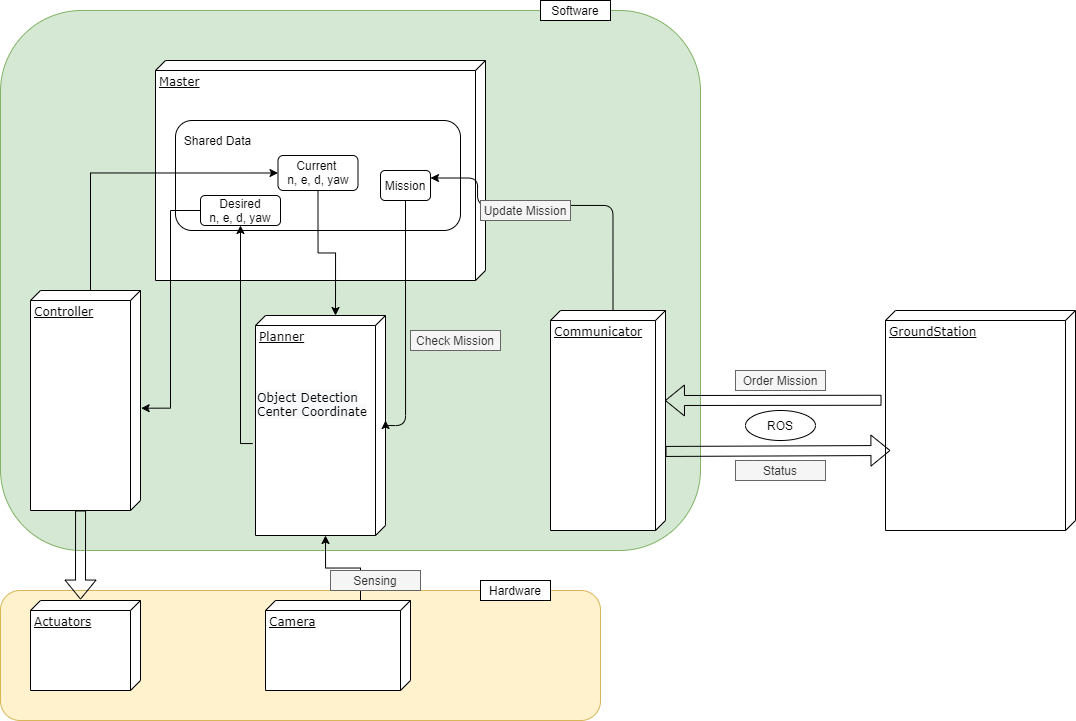 Software
Master
Shared Data
Current
n, e, d, yaw
Mission
Desired
n, e, d, yaw
Update Mission
Controller
Planner
Check Mission
Object Detection
Center Coordinate
Communicator
GroundStation
Order Mission
ROS
Status
Sensing
Hardware
Actuators
Camera